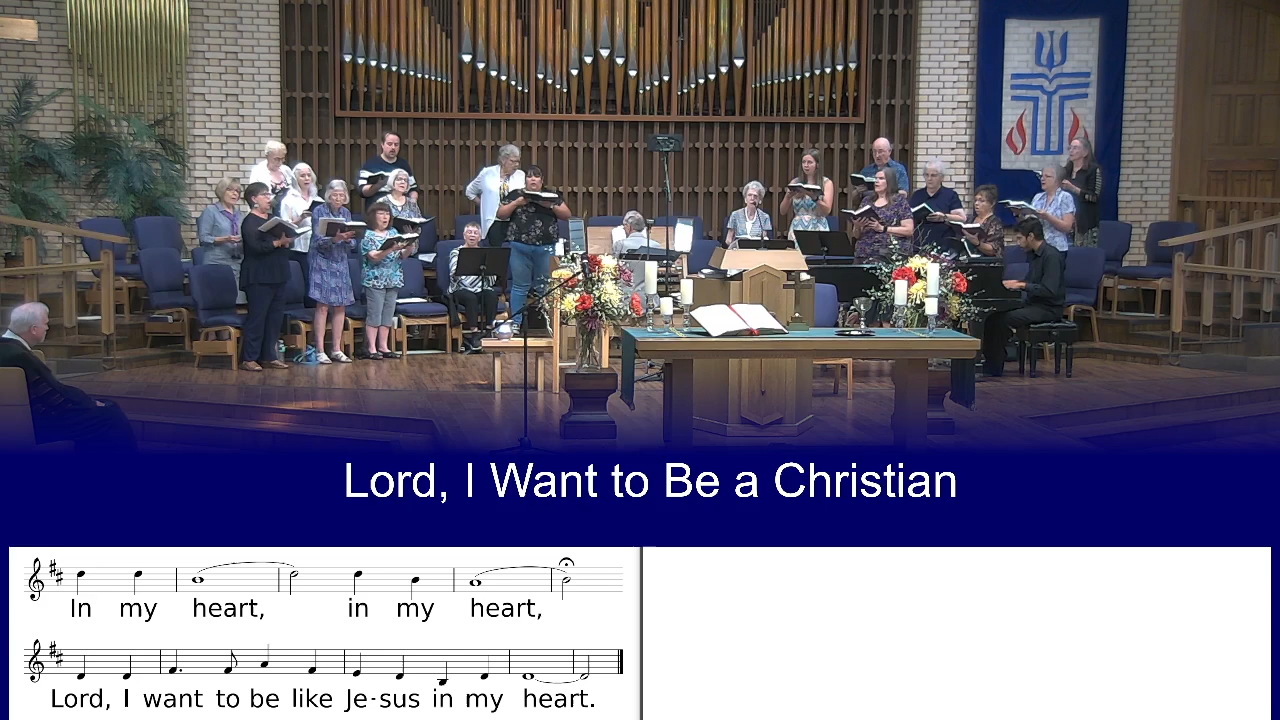 Lord, I Want to Be a Christian
In my heart, in my heart,
Lord, I want to be like Je-sus in my heart.